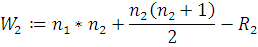 W₂ := n₁ * n₂ + n₂(n₂ + 1)/2 − R₂